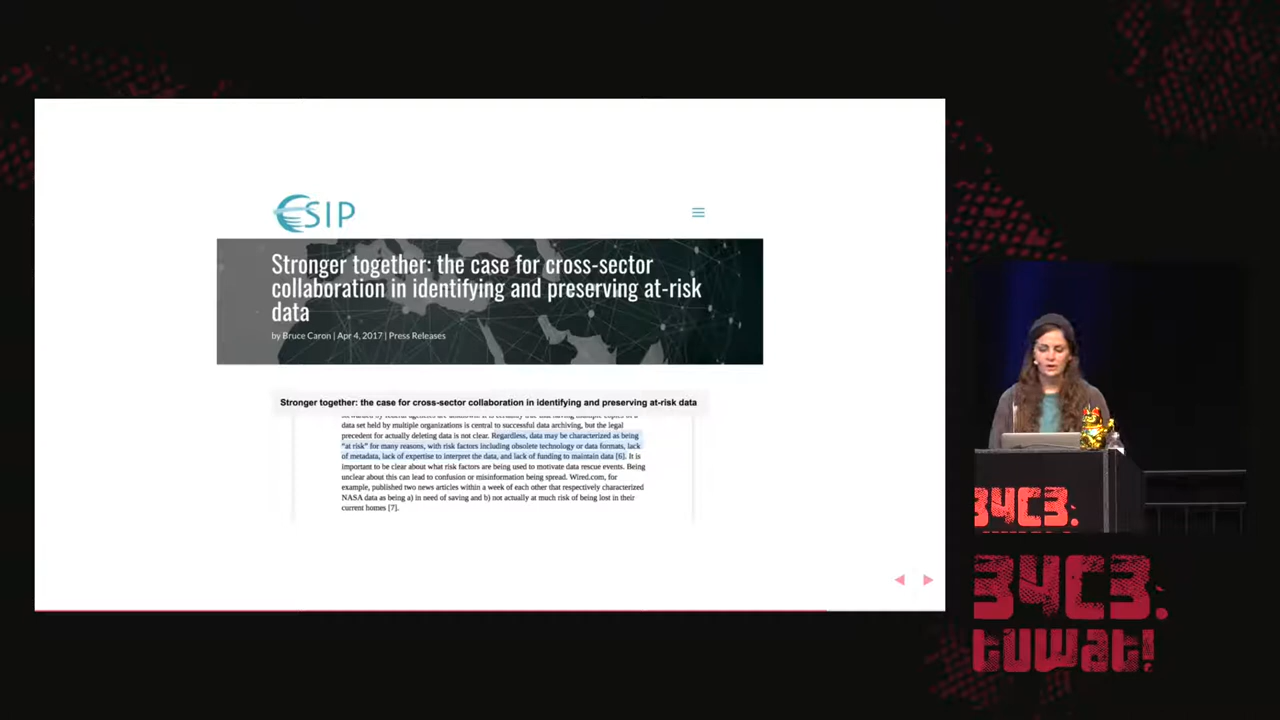 ESIP
Stronger together: the case for cross-sector
collaboration in identifying and preserving at-risk
data
by Bruce Caron | Apr 4, 2017 | Press Releases
Stronger together: the case for cross-sector collaboration in identifying and preserving at-risk data
data set held by multiple organizations is central to successful data archiving, but the legal
precedent for actually deleting data is not clear. Regardless, data may be characterized as being
“at risk” for many reasons, with risk factors including obsolete technology or data formats, lack
of metadata, lack of expertise to interpret the data, and lack of funding to maintain data [6]. It is
important to be clear about what risk factors are being used to motivate data rescue events. Being
unclear about this can lead to confusion or misinformation being spread. Wired.com, for
example, published two news articles within a week of each other that respectively characterized
NASA data as being a) in need of saving and b) not actually at much risk of being lost in their
current homes [7].
34C3.
34C3.
tuwat!